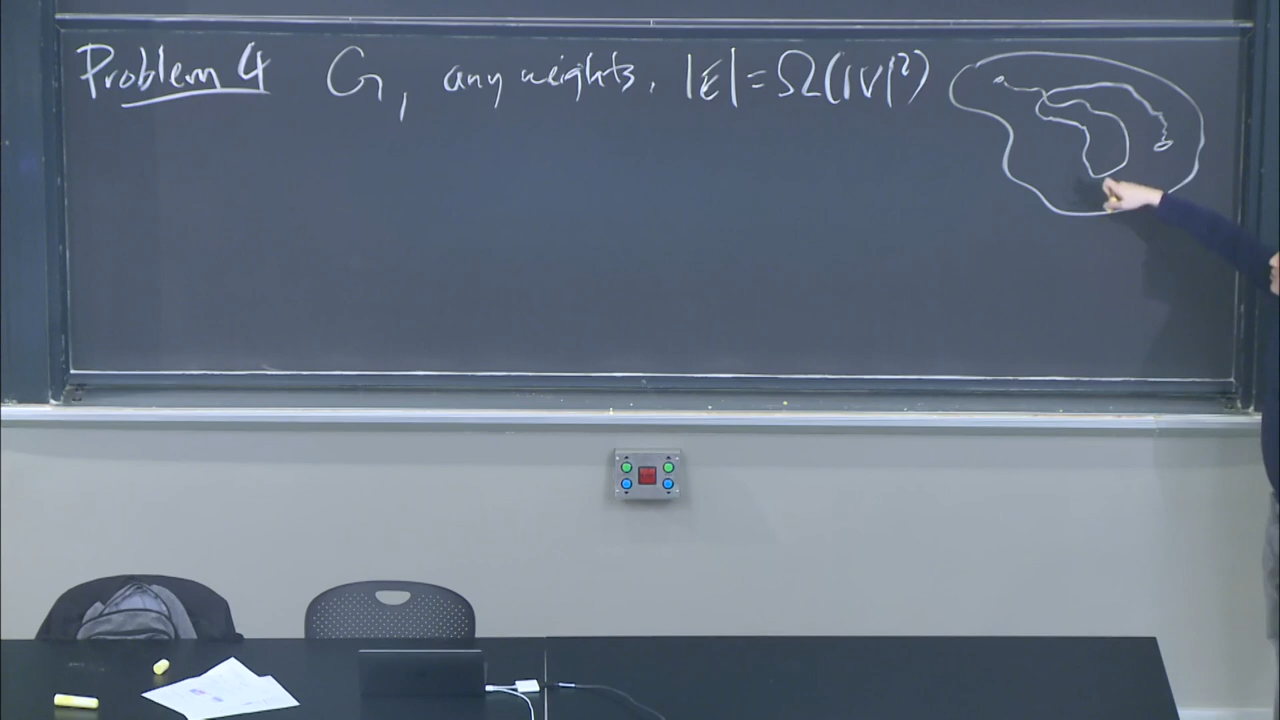 Problem 4 G, any weights, |E| = Ω(|V|²)